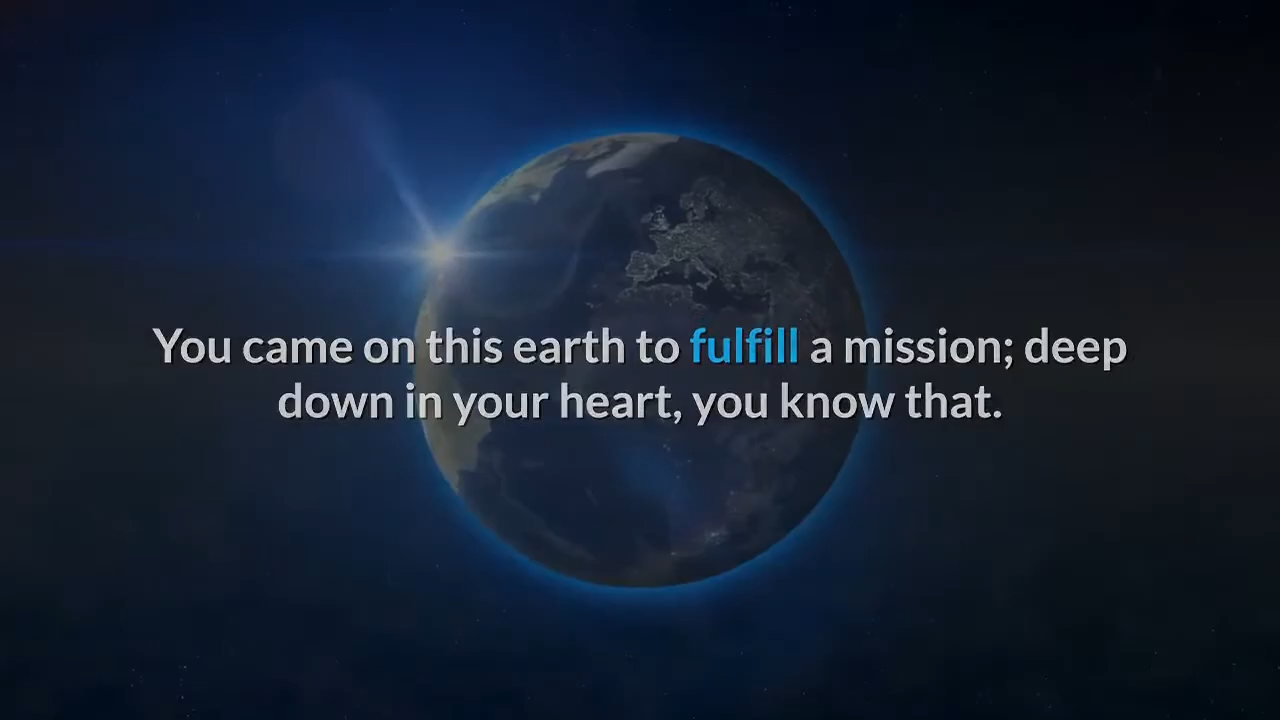 You came on this earth to fulfill a mission; deep
down in your heart, you know that.